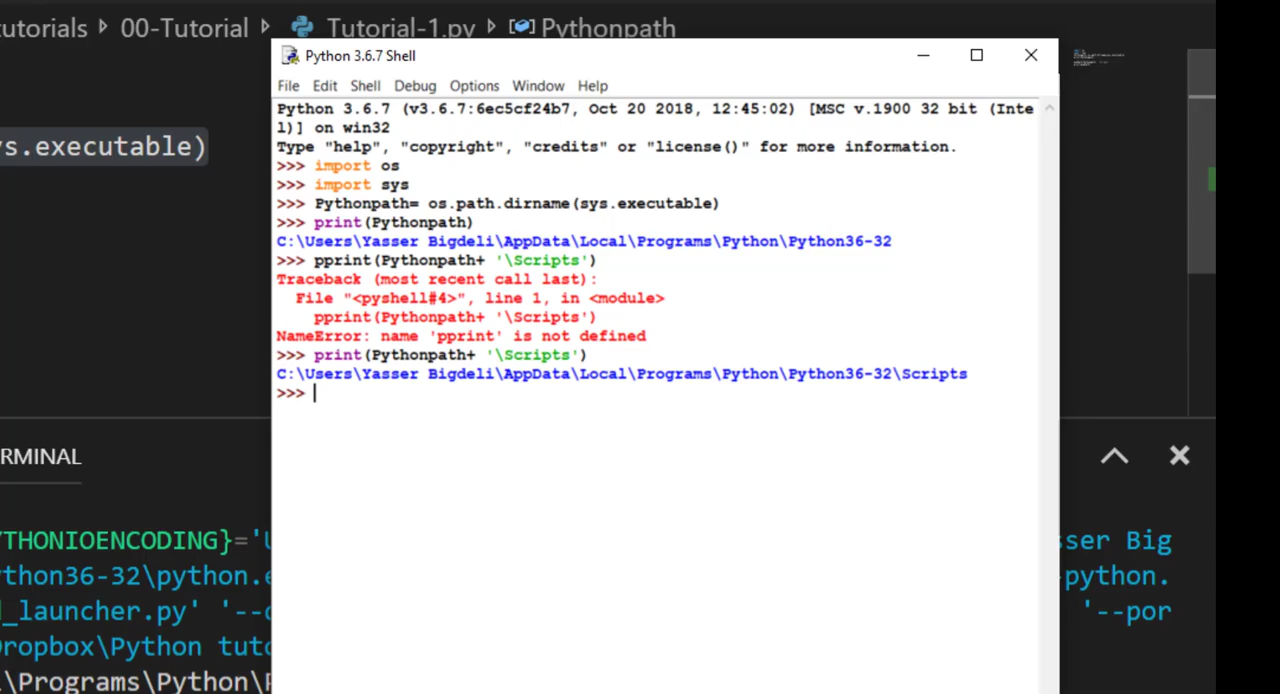 utorials 00-Tutorial Tutorial-1.py Pythonpath
Python 3.6.7 Shell
File Edit Shell Debug Options Window Help
Python 3.6.7 (v3.6.7:6ec5cf24b7, Oct 20 2018, 12:45:02) [MSC v.1900 32 bit (Inte
l)] on win32
Type "help", "copyright", "credits" or "license()" for more information.
>>> import os
>>> import sys
>>> Pythonpath= os.path.dirname(sys.executable)
>>> print(Pythonpath)
C:\Users\Yasser Bigdeli\AppData\Local\Programs\Python\Python36-32
>>> pprint(Pythonpath+ '\Scripts')
Traceback (most recent call last):
  File "<pyshell#4>", line 1, in <module>
    pprint(Pythonpath+ '\Scripts')
NameError: name 'pprint' is not defined
>>> print(Pythonpath+ '\Scripts')
C:\Users\Yasser Bigdeli\AppData\Local\Programs\Python\Python36-32\Scripts
>>>
ys.executable)
RMINAL
YTHONIOENCODING}='U sser Big
ython36-32\python.e -python.
d_launcher.py' '--c '--por
Dropbox\Python tuto
l\Programs\Python\P